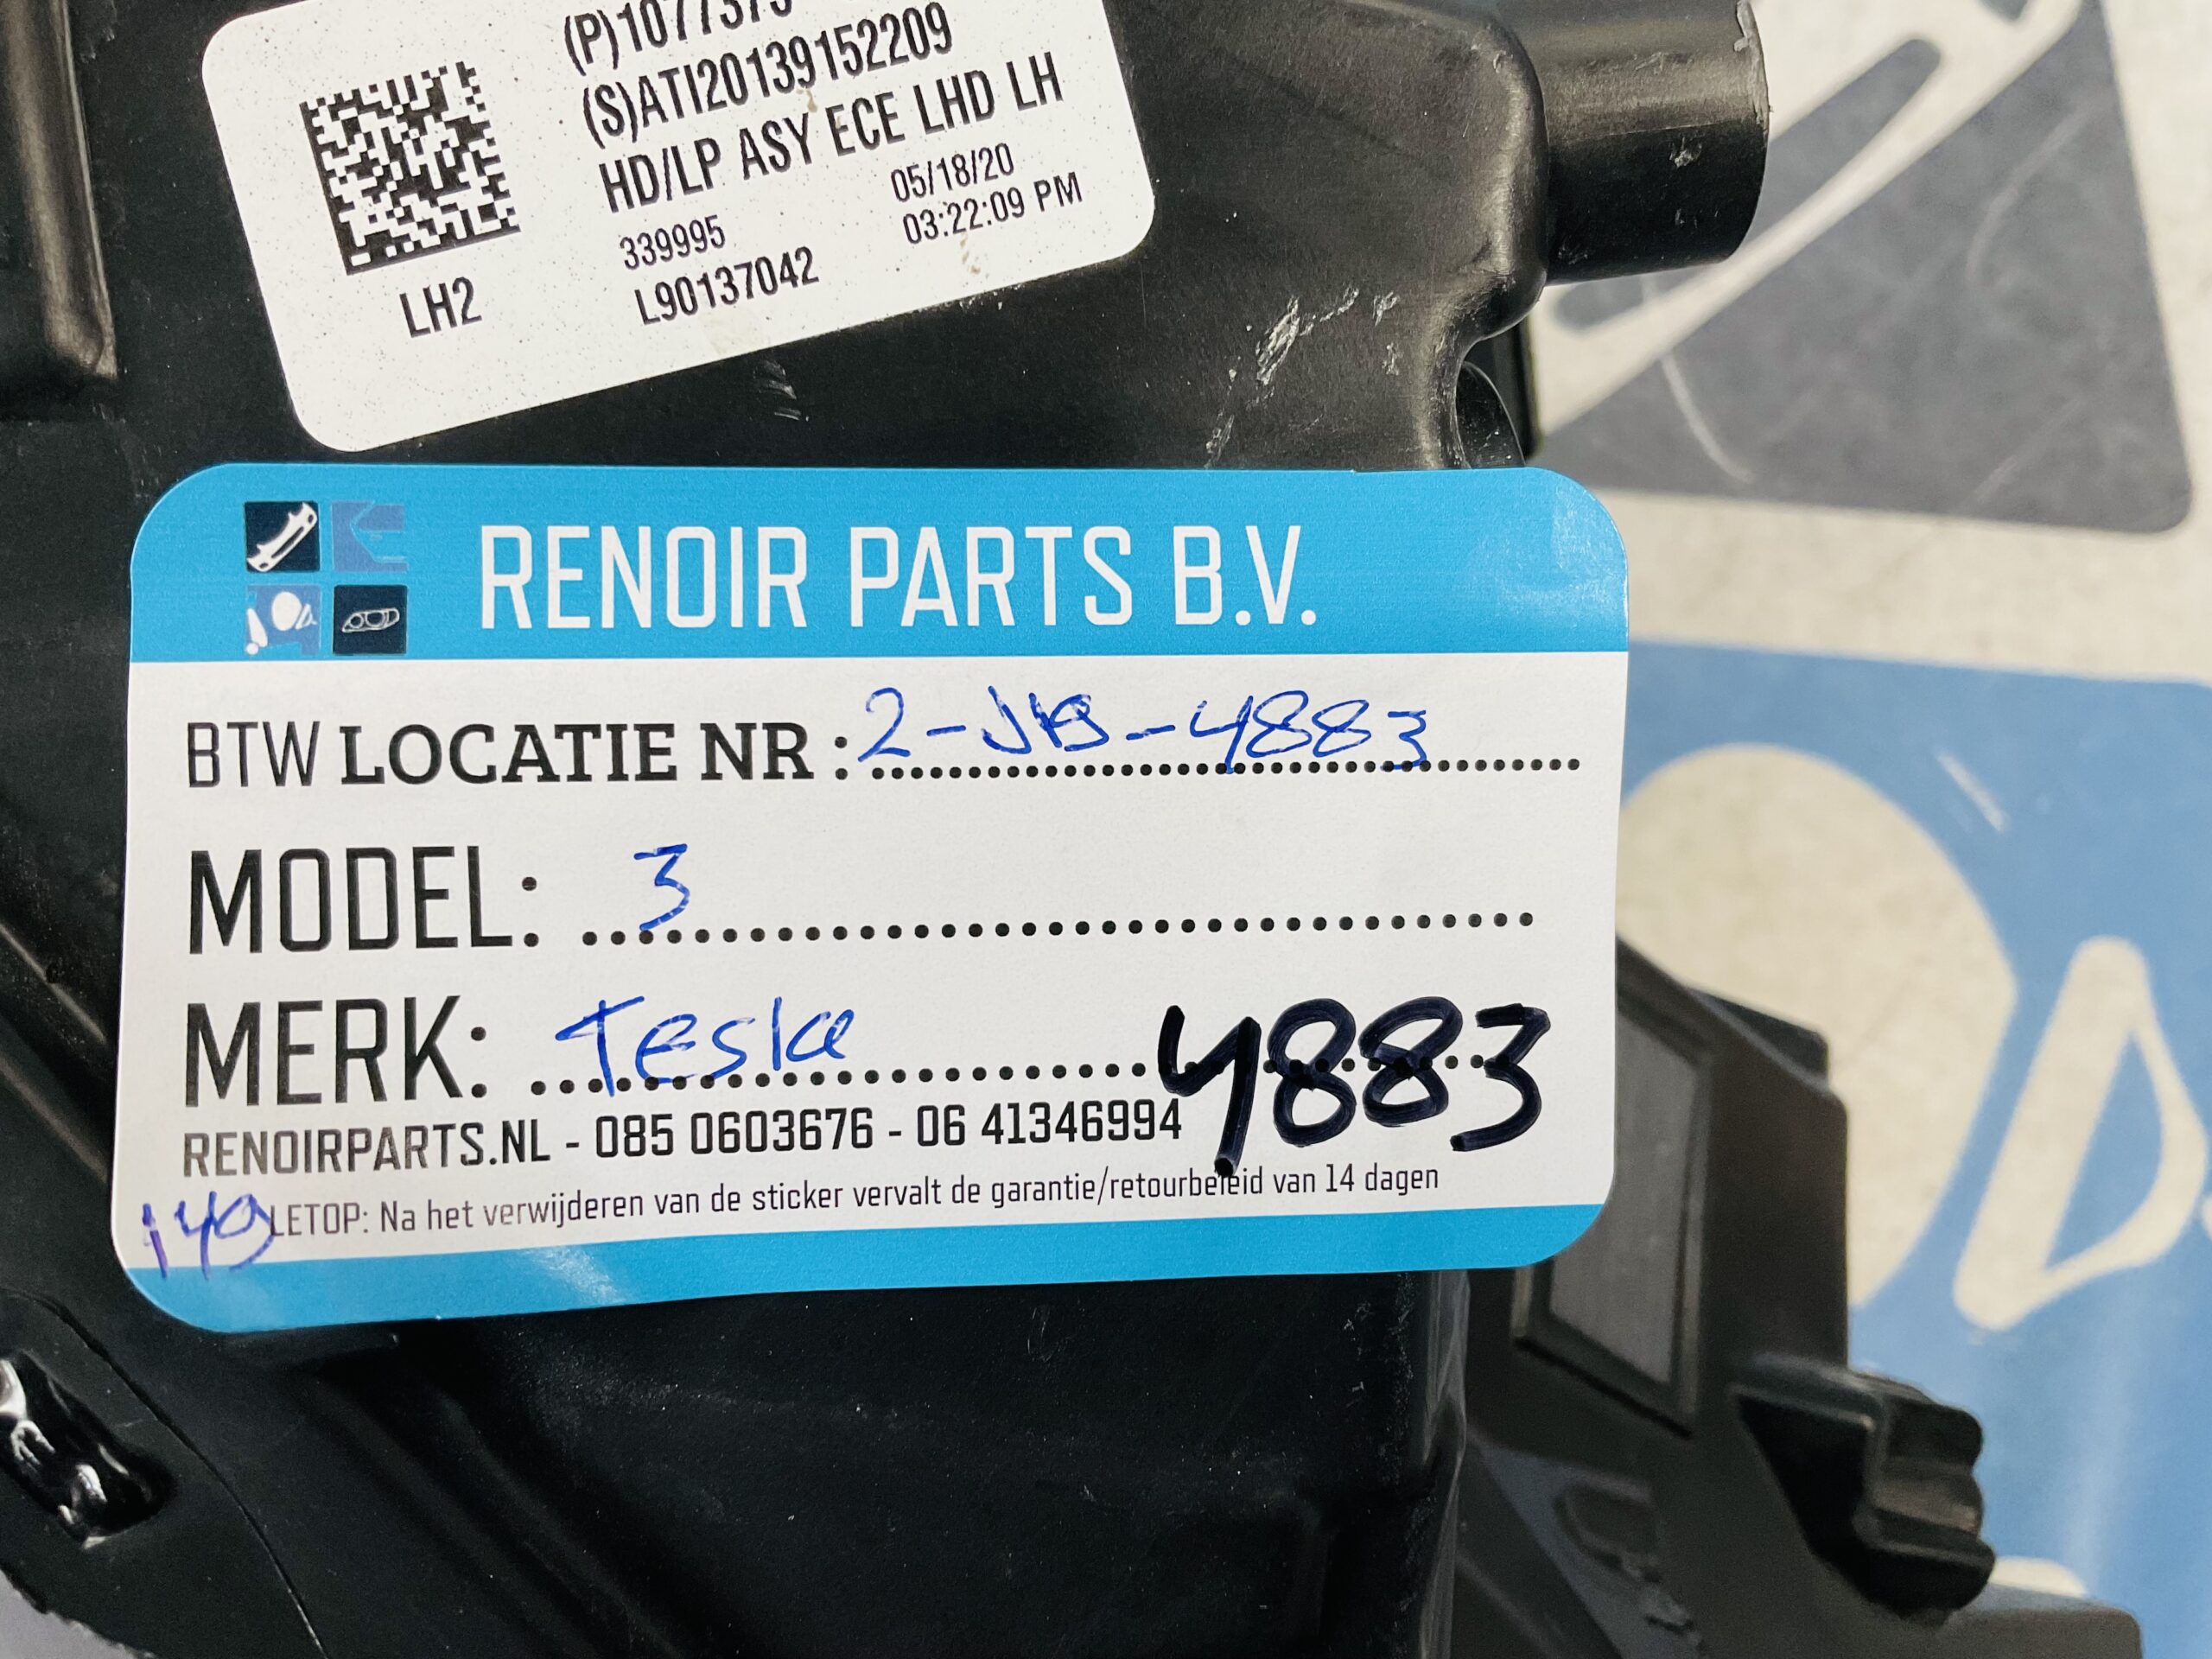 (P)1077373
(S)ATI20139152209
HD/LP ASY ECE LHD LH
339995 05/18/20
L90137042 03:22:09 PM
LH2
RENOIR PARTS B.V.
BTW LOCATIE NR : 2-JB-4883
MODEL: 3
MERK: Tesla
4883
RENOIRPARTS.NL - 085 0603676 - 06 41346994
149 LETOP: Na het verwijderen van de sticker vervalt de garantie/retourbeleid van 14 dagen